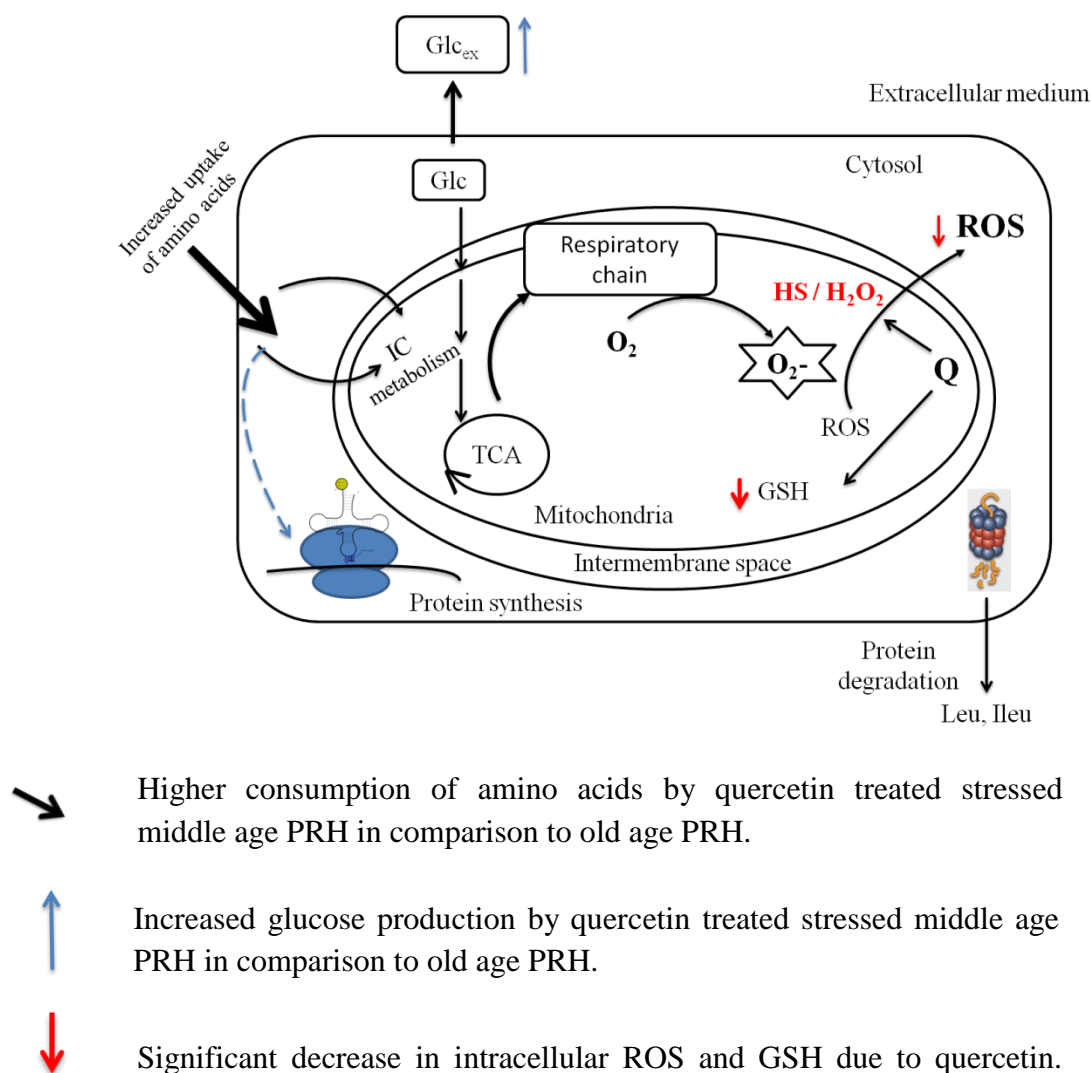 Glcex
Extracellular medium
Cytosol
Glc
Increased uptake
of amino acids
ROS
Respiratory
chain
HS / H2O2
O2
O2-
IC
metabolism
Q
ROS
TCA
GSH
Mitochondria
Intermembrane space
Protein synthesis
Protein
degradation
Leu, Ileu
Higher consumption of amino acids by quercetin treated stressed
middle age PRH in comparison to old age PRH.
Increased glucose production by quercetin treated stressed middle age
PRH in comparison to old age PRH.
Significant decrease in intracellular ROS and GSH due to quercetin.